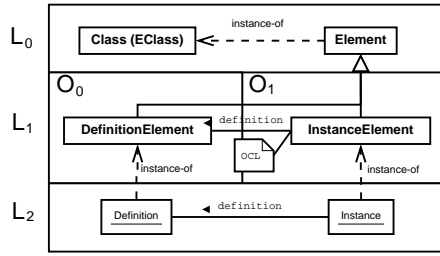 L0
Class (EClass)
instance-of
Element
O0
O1
L1
DefinitionElement
definition
InstanceElement
OCL
instance-of
instance-of
L2
Definition
definition
Instance